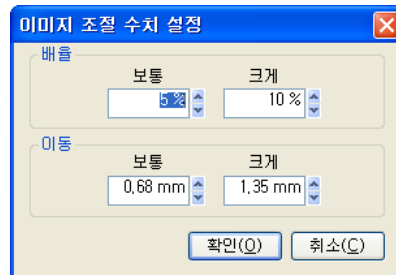 이미지 조절 수치 설정
배율
보통 크게
5 % 10 %
이동
보통 크게
0,68 mm 1,35 mm
확인(O) 취소(C)